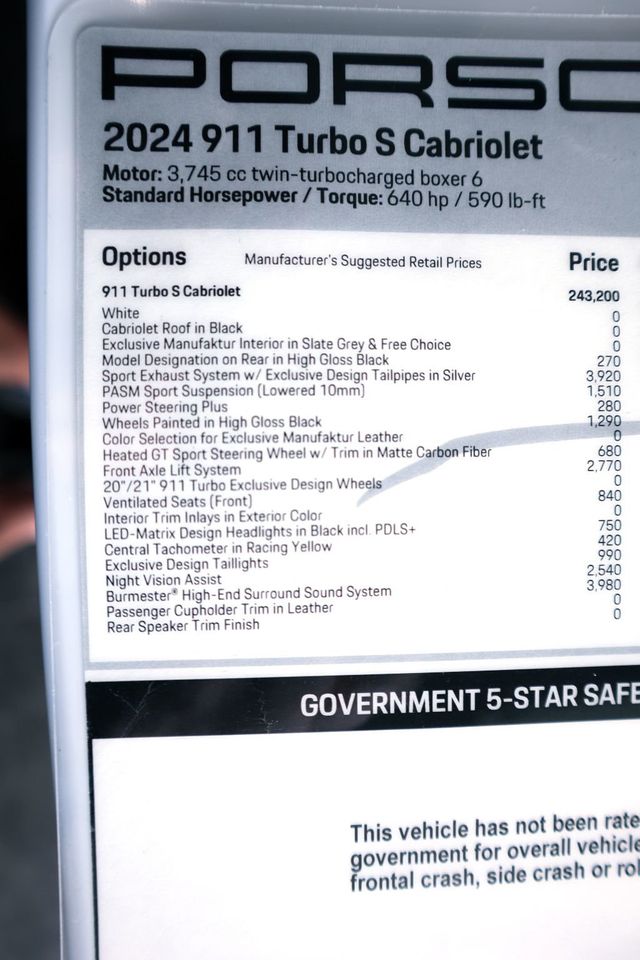 PORSC
2024 911 Turbo S Cabriolet
Motor: 3,745 cc twin-turbocharged boxer 6
Standard Horsepower / Torque: 640 hp / 590 lb-ft
Options Manufacturer's Suggested Retail Prices Price
911 Turbo S Cabriolet 243,200
White 0
Cabriolet Roof in Black 0
Exclusive Manufaktur Interior in Slate Grey & Free Choice 0
Model Designation on Rear in High Gloss Black 270
Sport Exhaust System w/ Exclusive Design Tailpipes in Silver 3,920
PASM Sport Suspension (Lowered 10mm) 1,510
Power Steering Plus 280
Wheels Painted in High Gloss Black 1,290
Color Selection for Exclusive Manufaktur Leather 0
Heated GT Sport Steering Wheel w/ Trim in Matte Carbon Fiber 680
Front Axle Lift System 2,770
20"/21" 911 Turbo Exclusive Design Wheels 0
Ventilated Seats (Front) 840
Interior Trim Inlays in Exterior Color 0
LED-Matrix Design Headlights in Black incl. PDLS+ 750
Central Tachometer in Racing Yellow 420
Exclusive Design Taillights 990
Night Vision Assist 2,540
Burmester® High-End Surround Sound System 3,980
Passenger Cupholder Trim in Leather 0
Rear Speaker Trim Finish 0
GOVERNMENT 5-STAR SAFE
This vehicle has not been rate
government for overall vehicle
frontal crash, side crash or rol